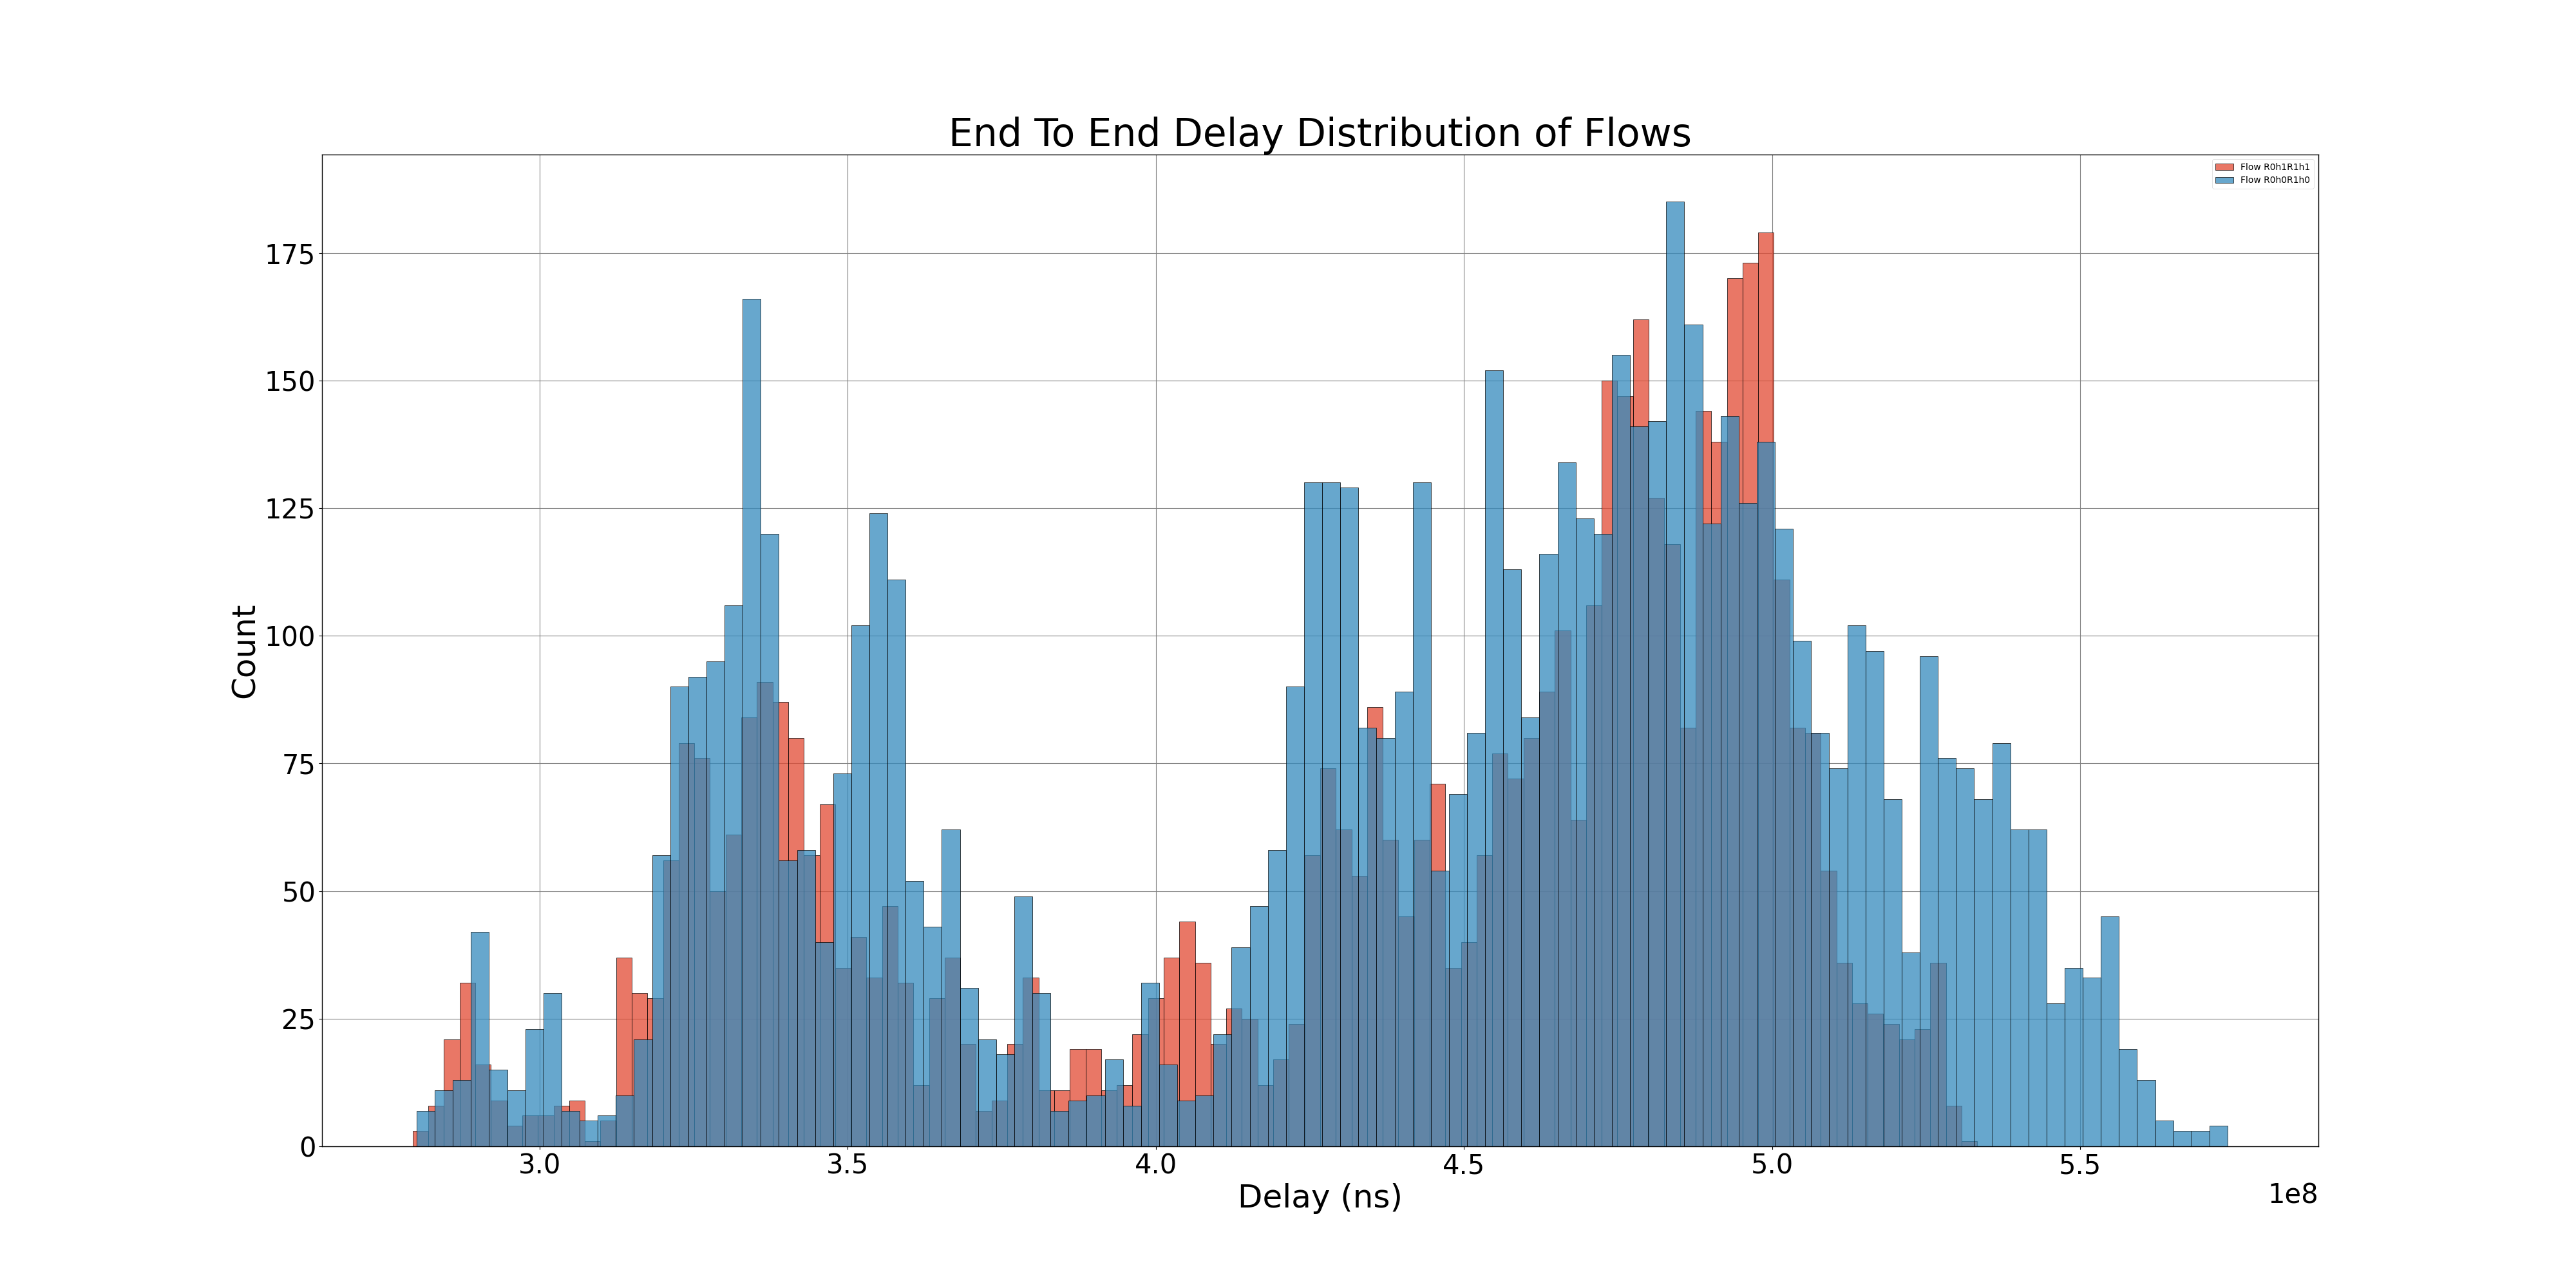 End To End Delay Distribution of Flows
Flow R0h1R1h1
Flow R0h0R1h0
175
150
125
100
75
50
25
0
Count
3.0 3.5 4.0 4.5 5.0 5.5
Delay (ns)
1e8